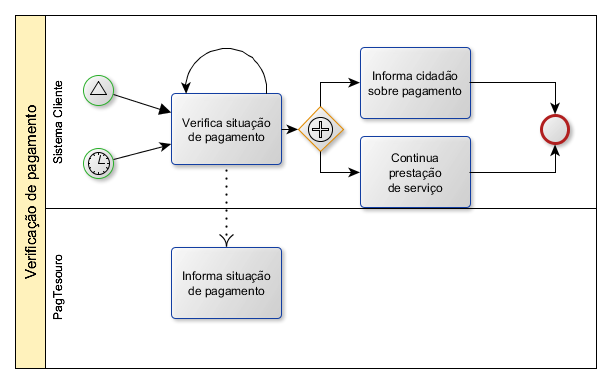 Verificação de pagamento
Sistema Cliente
Verifica situação
de pagamento
Informa cidadão
sobre pagamento
Continua
prestação
de serviço
PagTesouro
Informa situação
de pagamento